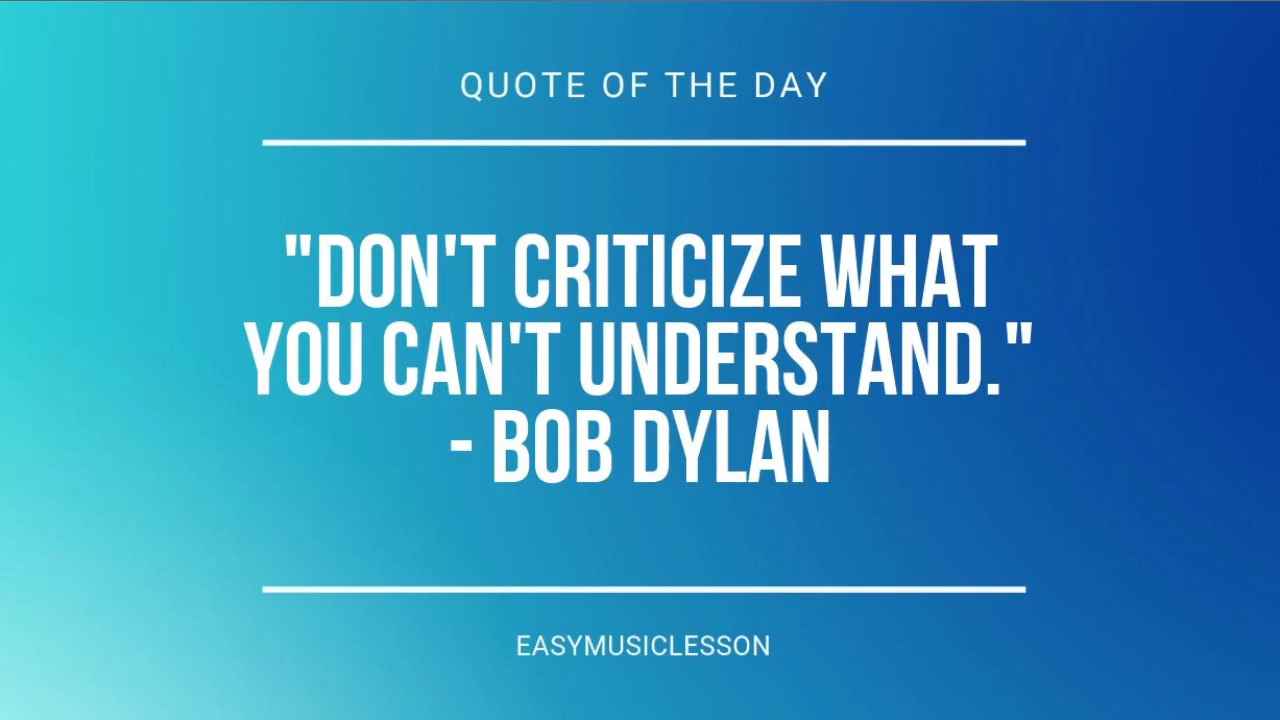 QUOTE OF THE DAY
"DON'T CRITICIZE WHAT
YOU CAN'T UNDERSTAND."
- BOB DYLAN
EASYMUSICLESSON